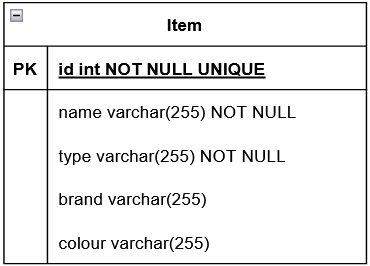 Item
PK id int NOT NULL UNIQUE
name varchar(255) NOT NULL
type varchar(255) NOT NULL
brand varchar(255)
colour varchar(255)